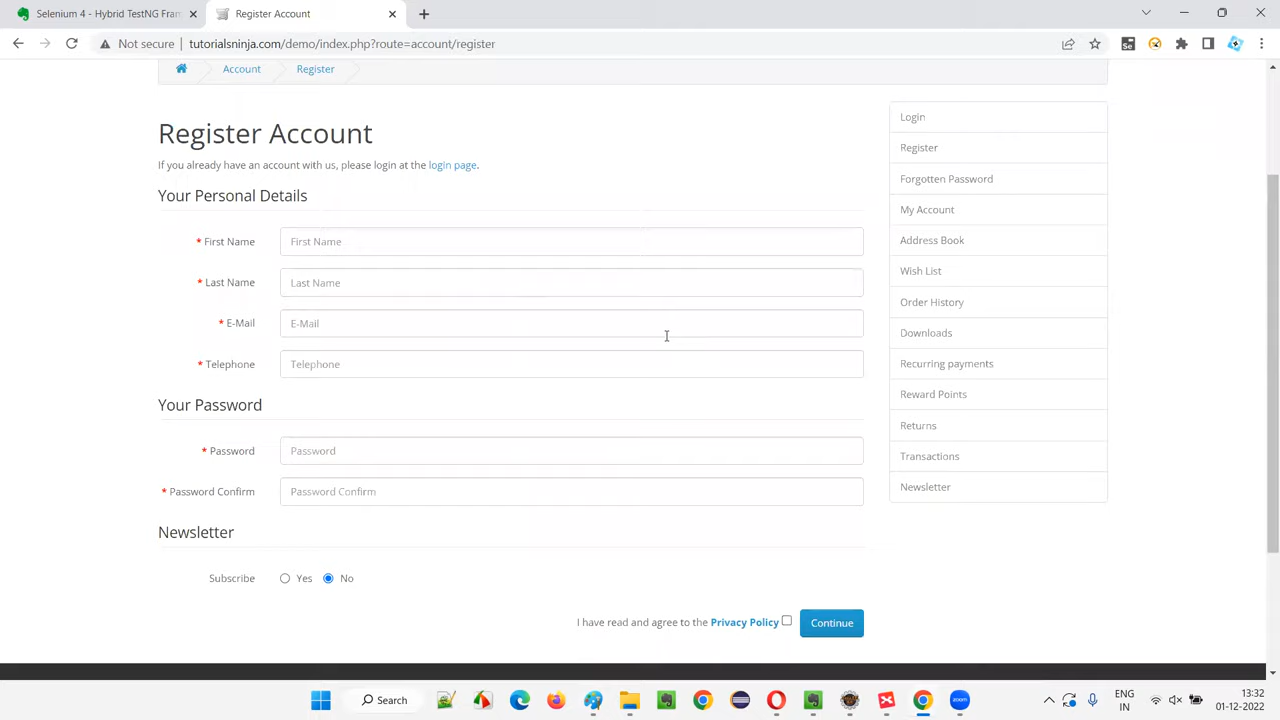 Selenium 4 - Hybrid TestNG Fram
Register Account
Not secure
tutorialsninja.com/demo/index.php?route=account/register
Account
Register
Register Account
If you already have an account with us, please login at the login page.
Your Personal Details
* First Name
First Name
* Last Name
Last Name
* E-Mail
E-Mail
* Telephone
Telephone
Your Password
* Password
Password
* Password Confirm
Password Confirm
Newsletter
Subscribe
Yes
No
I have read and agree to the Privacy Policy
Continue
Login
Register
Forgotten Password
My Account
Address Book
Wish List
Order History
Downloads
Recurring payments
Reward Points
Returns
Transactions
Newsletter
Search
zoom
ENG
IN
13:32
01-12-2022